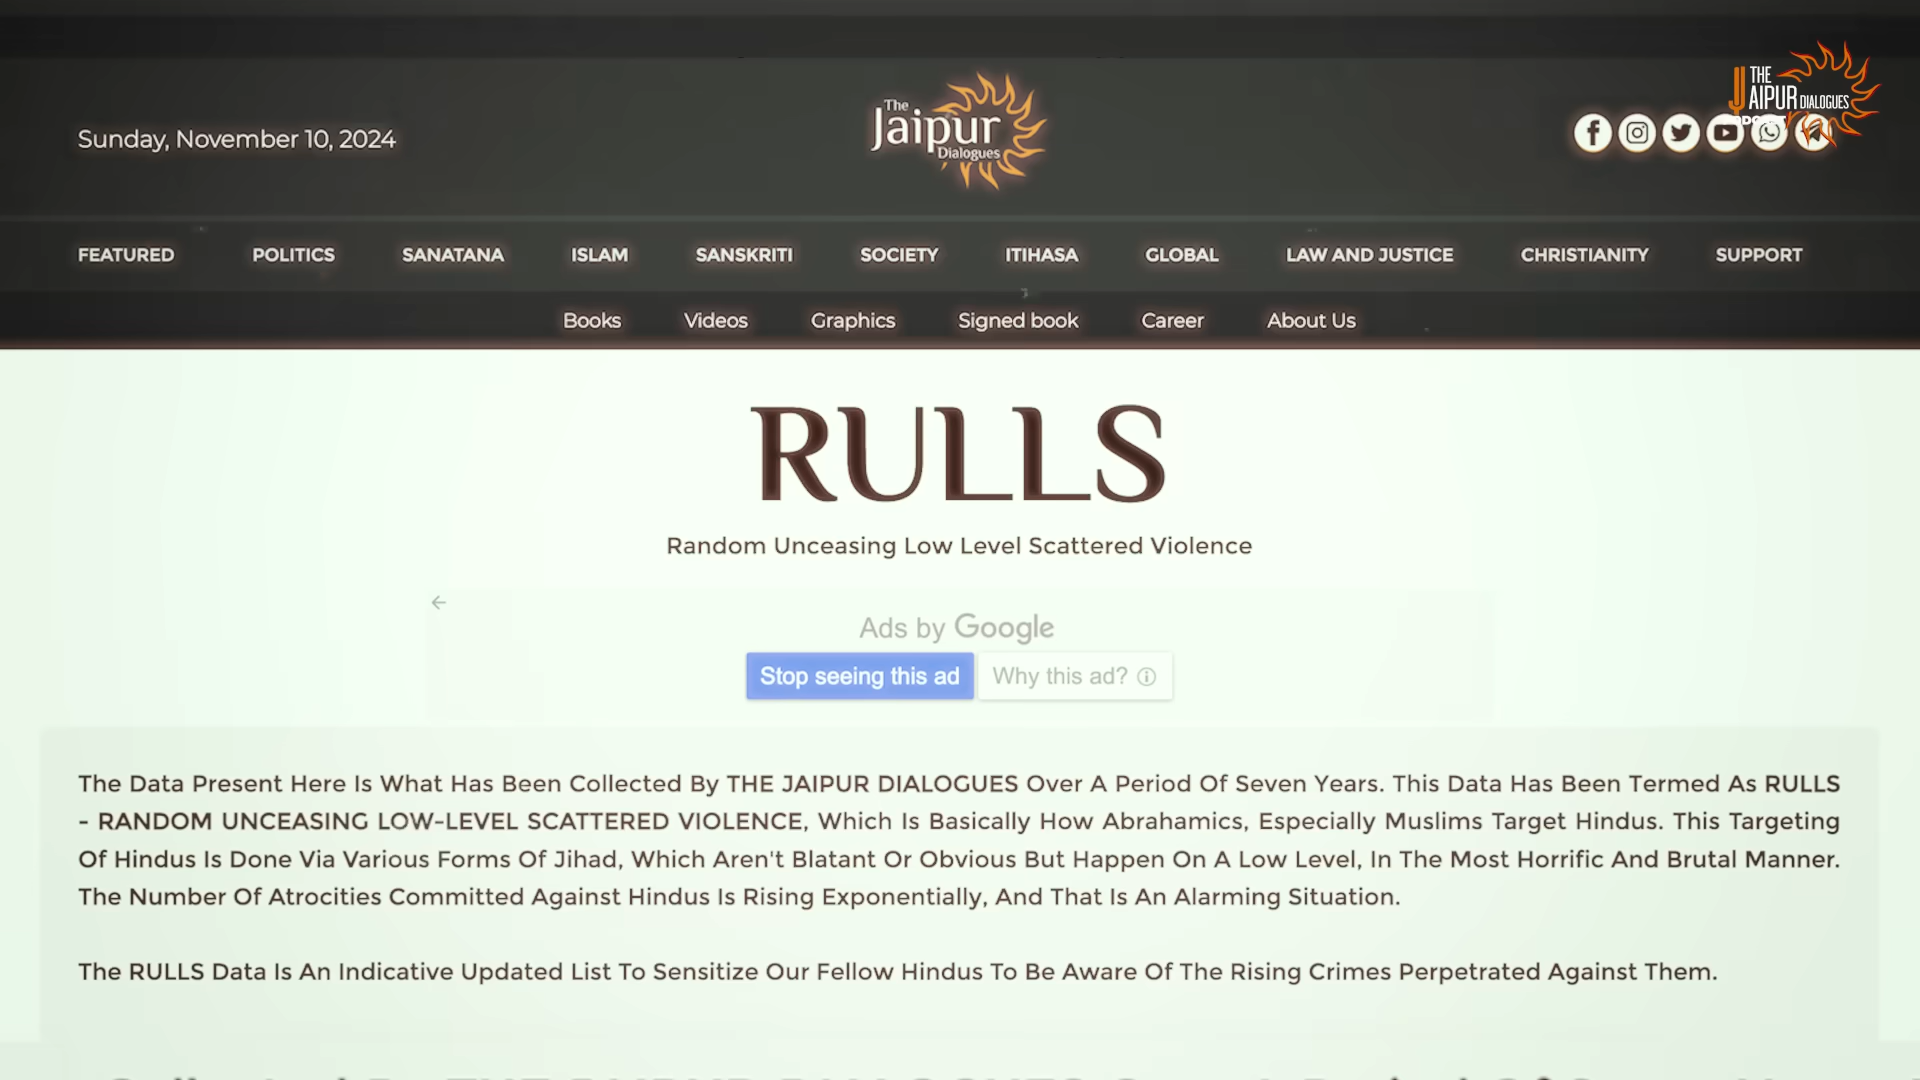 THE
JAIPUR DIALOGUES
The
Jaipur
Dialogues
Sunday, November 10, 2024
FEATURED POLITICS SANATANA ISLAM SANSKRITI SOCIETY ITIHASA GLOBAL LAW AND JUSTICE CHRISTIANITY SUPPORT
Books Videos Graphics Signed book Career About Us
RULLS
Random Unceasing Low Level Scattered Violence
Ads by Google
Stop seeing this ad Why this ad?
The Data Present Here Is What Has Been Collected By THE JAIPUR DIALOGUES Over A Period Of Seven Years. This Data Has Been Termed As RULLS
- RANDOM UNCEASING LOW-LEVEL SCATTERED VIOLENCE, Which Is Basically How Abrahamics, Especially Muslims Target Hindus. This Targeting
Of Hindus Is Done Via Various Forms Of Jihad, Which Aren't Blatant Or Obvious But Happen On A Low Level, In The Most Horrific And Brutal Manner.
The Number Of Atrocities Committed Against Hindus Is Rising Exponentially, And That Is An Alarming Situation.
The RULLS Data Is An Indicative Updated List To Sensitize Our Fellow Hindus To Be Aware Of The Rising Crimes Perpetrated Against Them.